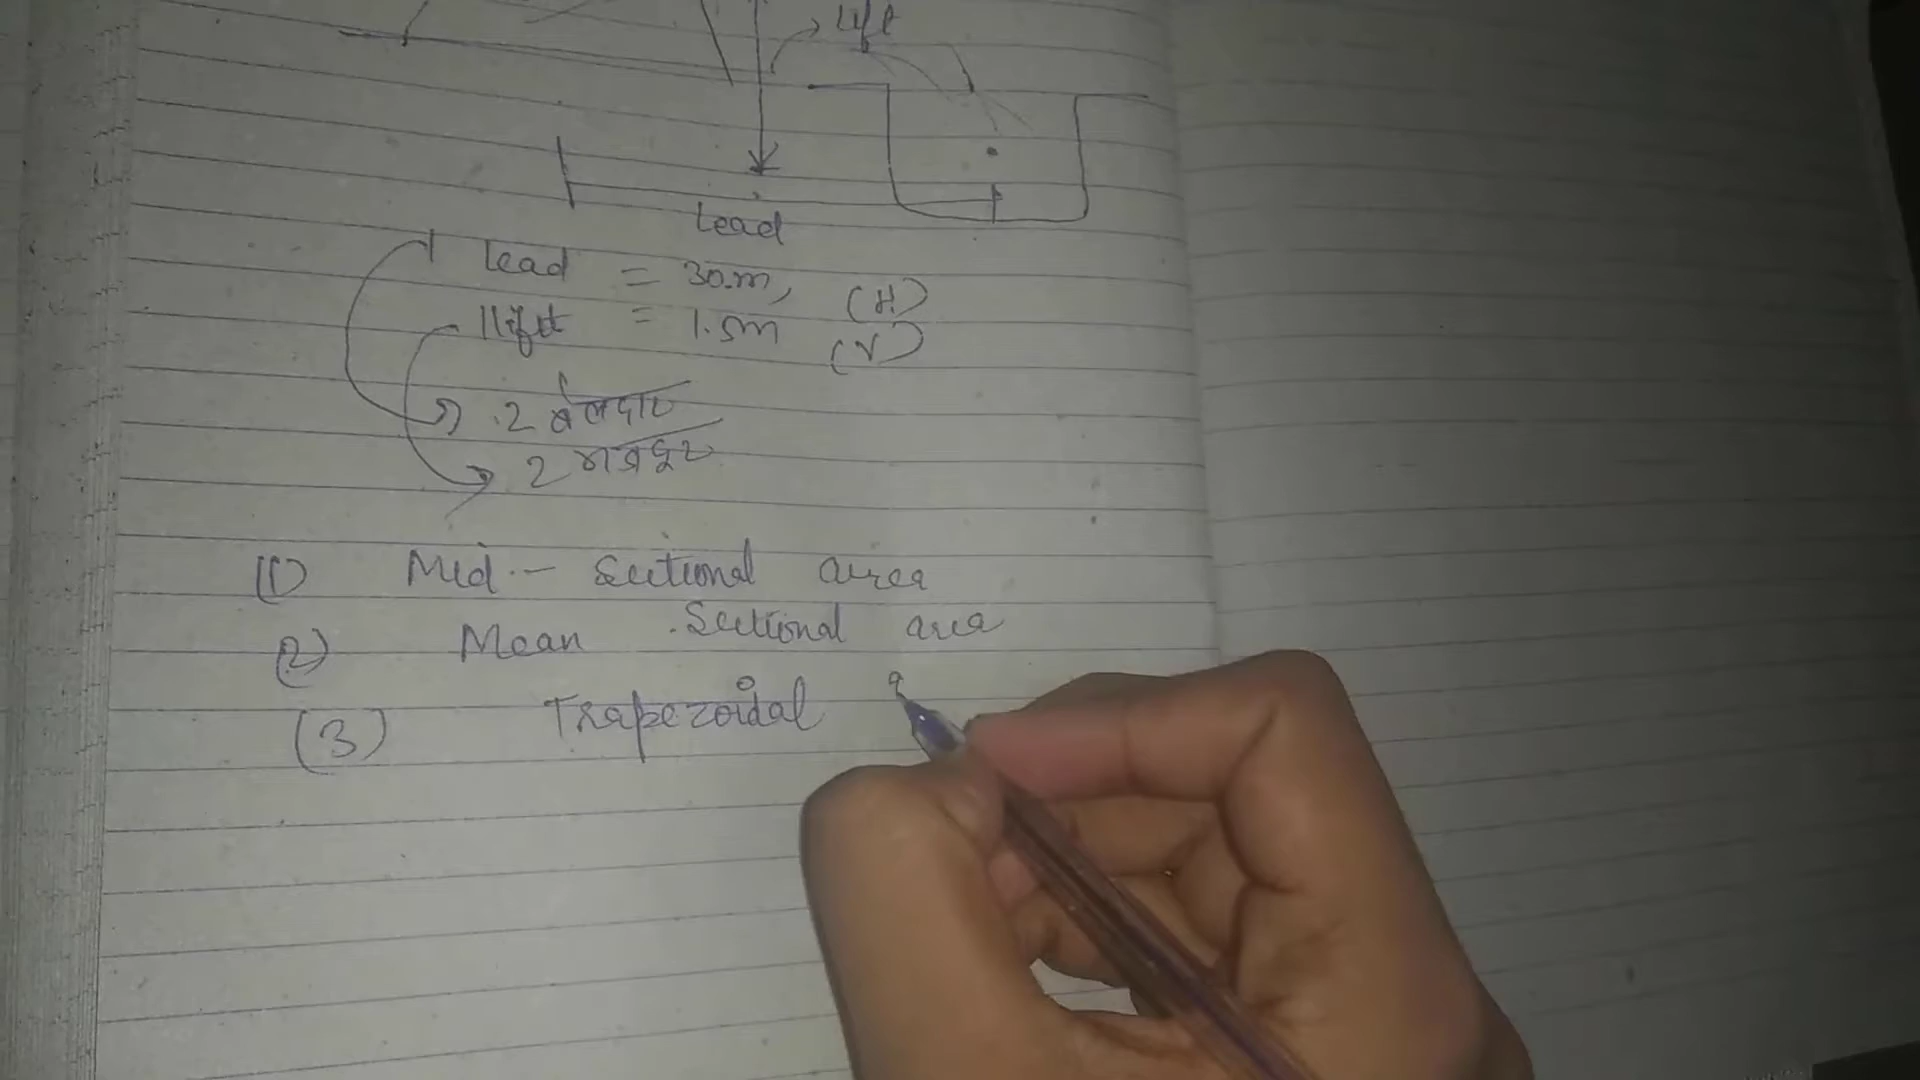 Lift
Lead
Lead = 30m, (H)
lift = 1.5m (V)
2 बेलदार
2 मजदूर
(1) Mid - Sectional area
(2) Mean Sectional area
(3) Trapezoidal